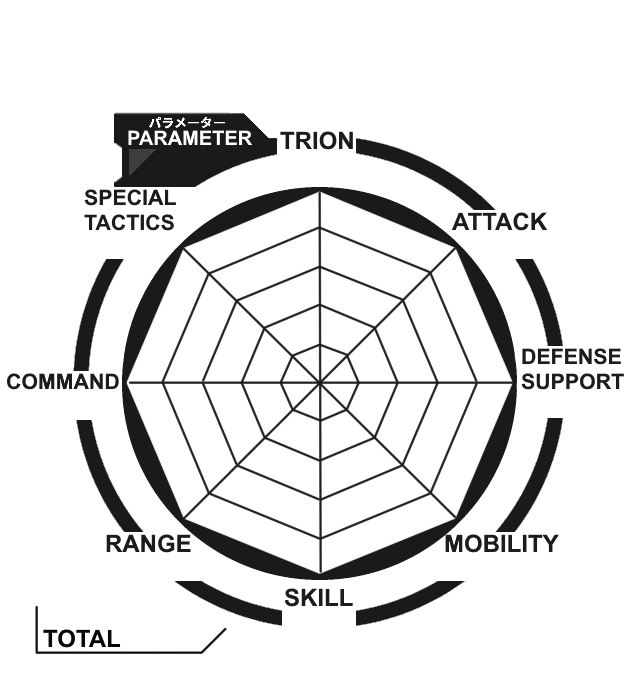 パラメーター
PARAMETER
TRION
SPECIAL
TACTICS
ATTACK
DEFENSE
SUPPORT
COMMAND
RANGE
MOBILITY
SKILL
TOTAL